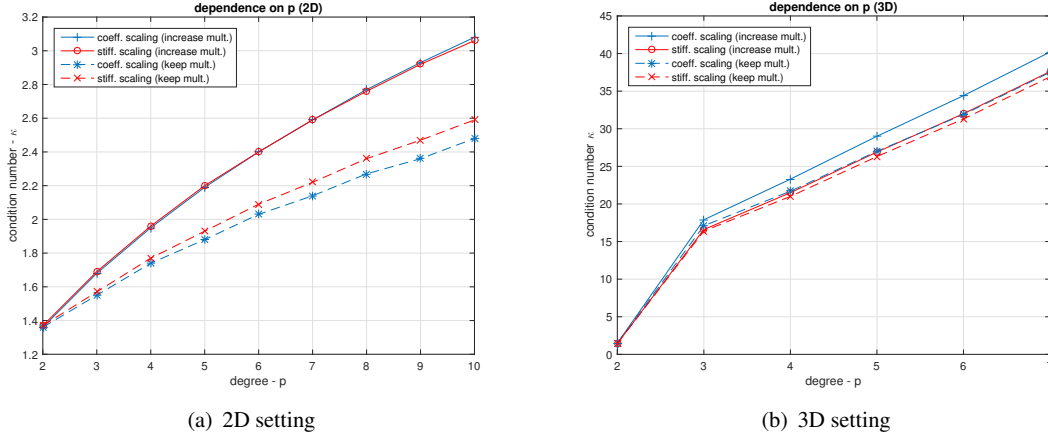 dependence on p (2D)
3.2
3
2.8
2.6
2.4
2.2
2
1.8
1.6
1.4
1.2
condition number - κ
coeff. scaling (increase mult.)
stiff. scaling (increase mult.)
coeff. scaling (keep mult.)
stiff. scaling (keep mult.)
2 3 4 5 6 7 8 9 10
degree - p
(a) 2D setting
dependence on p (3D)
45
40
35
30
25
20
15
10
5
0
condition number κ
coeff. scaling (increase mult.)
stiff. scaling (increase mult.)
coeff. scaling (keep mult.)
stiff. scaling (keep mult.)
2 3 4 5 6
degree - p
(b) 3D setting